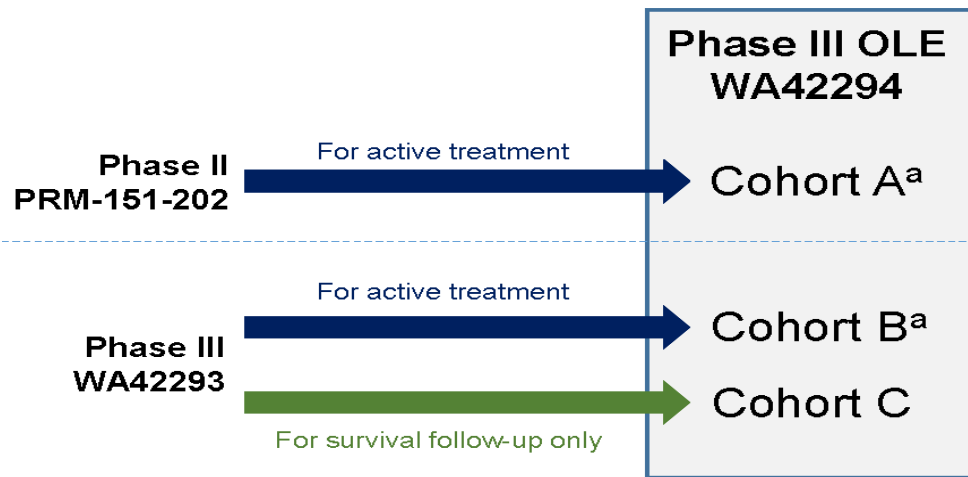 Phase III OLE
WA42294
For active treatment
Phase II
PRM-151-202
Cohort Aᵃ
For active treatment
Phase III
WA42293
Cohort Bᵃ
Cohort C
For survival follow-up only